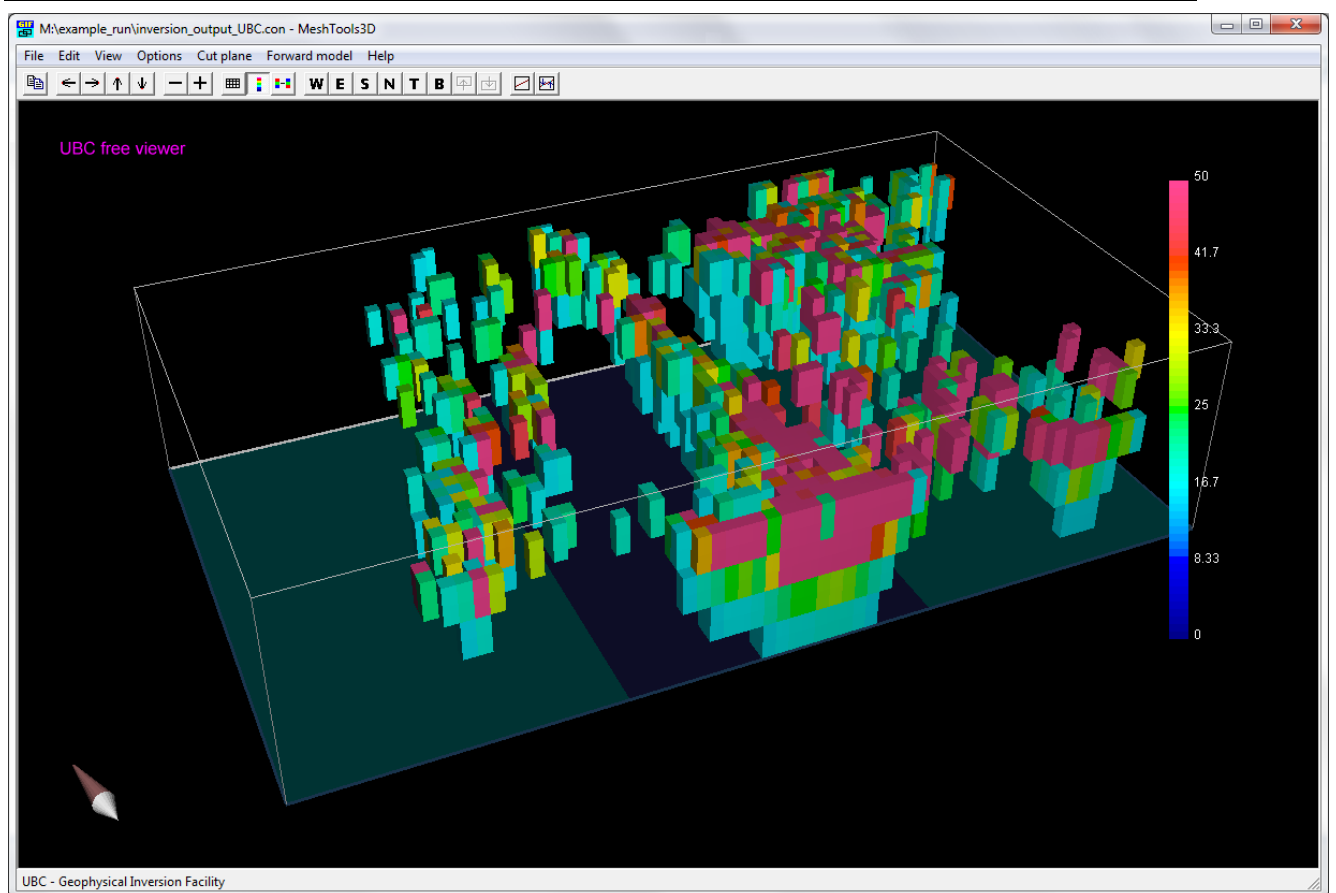 GIF
M:\example_run\inversion_output_UBC.con - MeshTools3D
File Edit View Options Cut plane Forward model Help
W E S N T B
UBC free viewer
50
41.7
33.3
25
16.7
8.33
0
UBC - Geophysical Inversion Facility